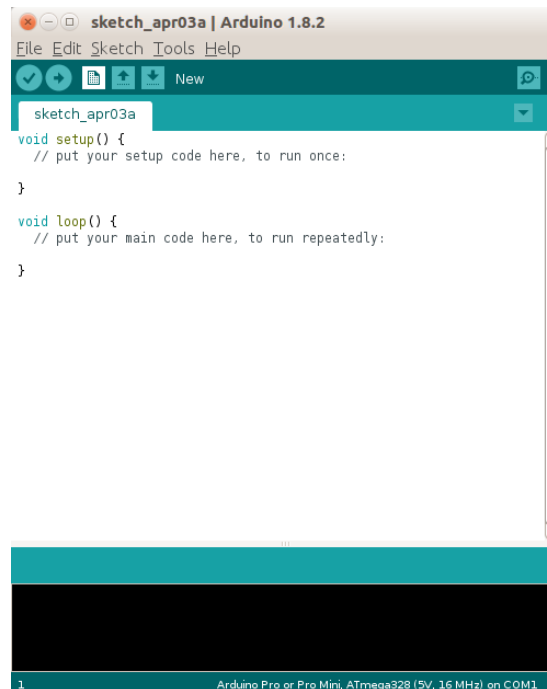 sketch_apr03a | Arduino 1.8.2
File Edit Sketch Tools Help
New
sketch_apr03a
void setup() {
  // put your setup code here, to run once:
}
void loop() {
  // put your main code here, to run repeatedly:
}
1 Arduino Pro or Pro Mini, ATmega328 (5V, 16 MHz) on COM1